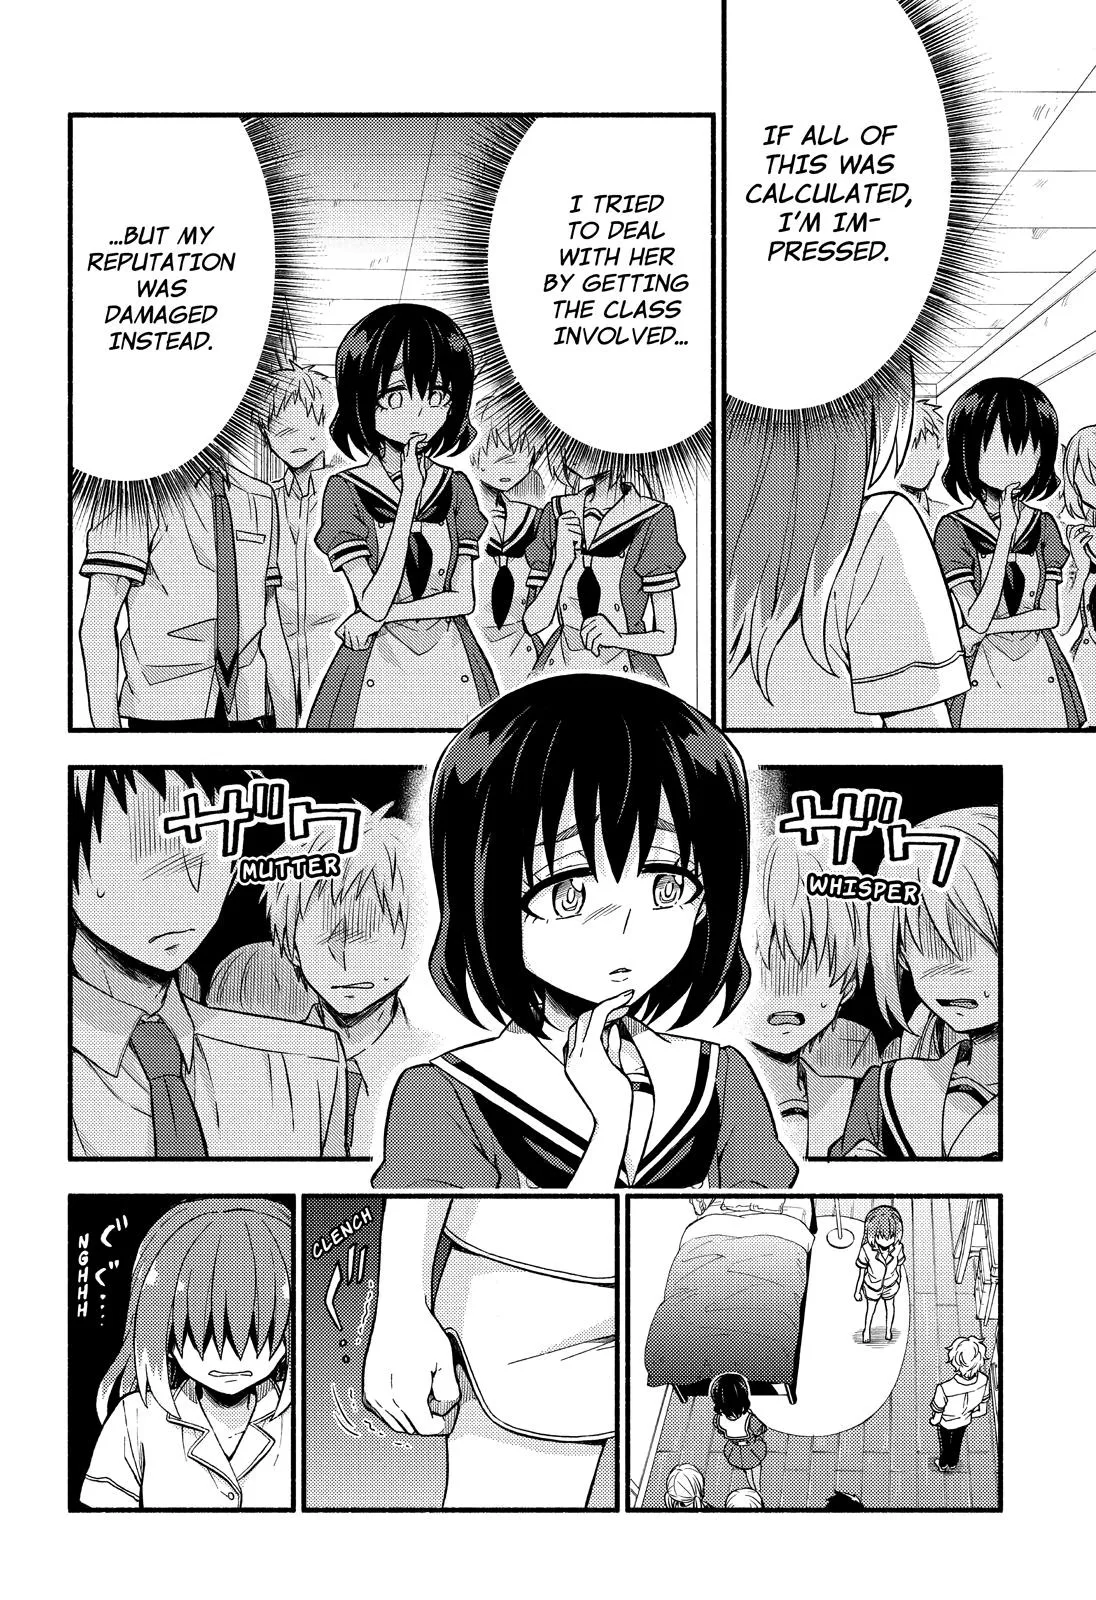 IF ALL OF
THIS WAS
CALCULATED,
I'M IM-
PRESSED.
I TRIED
TO DEAL
WITH HER
BY GETTING
THE CLASS
INVOLVED...
...BUT MY
REPUTATION
WAS
DAMAGED
INSTEAD.
ザワ
WHISPER
ザワ
MUTTER
CLENCH
ぐぐ...
NGHHH